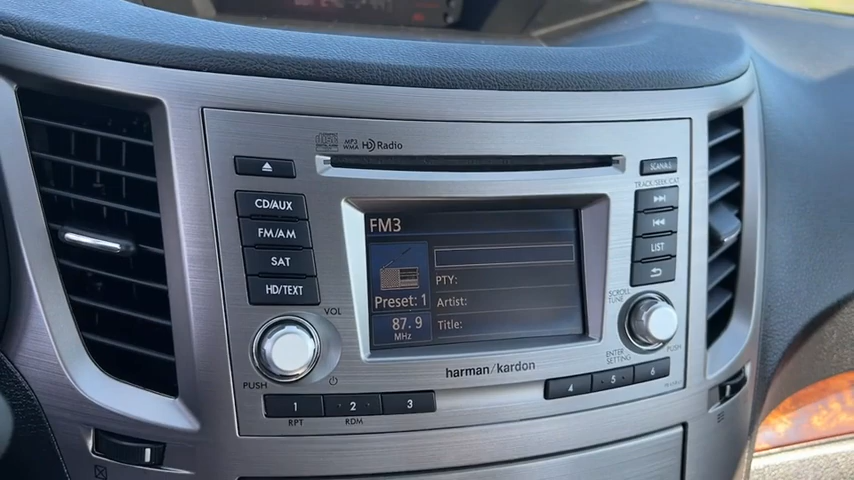 MP3
WMA
HD Radio
SCAN/A.S
TRACK/SEEK/CAT
CD/AUX
FM/AM
SAT
HD/TEXT
LIST
FM3
PTY:
Preset: 1
Artist:
87.9
MHz
Title:
VOL
SCROLL
TUNE
PUSH
harman/kardon
ENTER
SETTING
PUSH
1
2
3
4
5
6
RPT
RDM